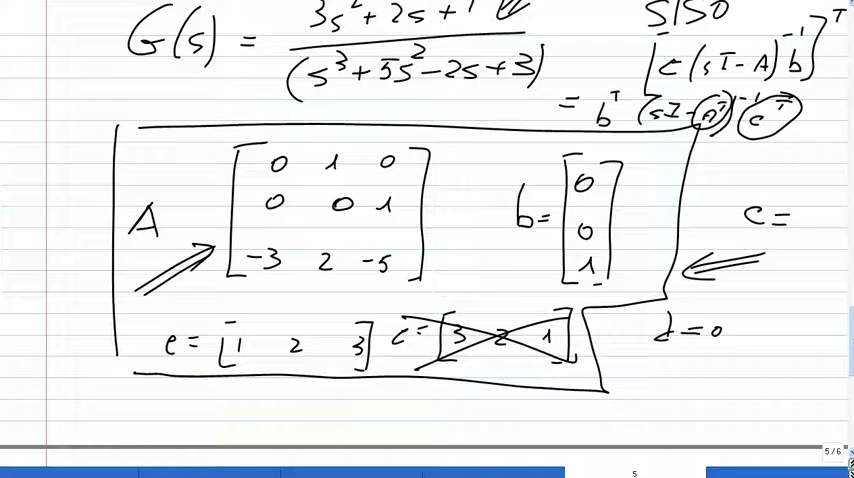 3s² + 2s + 1 SISO
G(s) = ─────────── [c (sI - A)⁻¹ b]ᵀ
(s³ + 5s² - 2s + 3)
= bᵀ (sI - Aᵀ)⁻¹ cᵀ
0 1 0
A 0 0 1
-3 2 -5
b = [0
0
1]
c =
c = [1 2 3] c = [3 2 1] d = 0
5 / 6
5